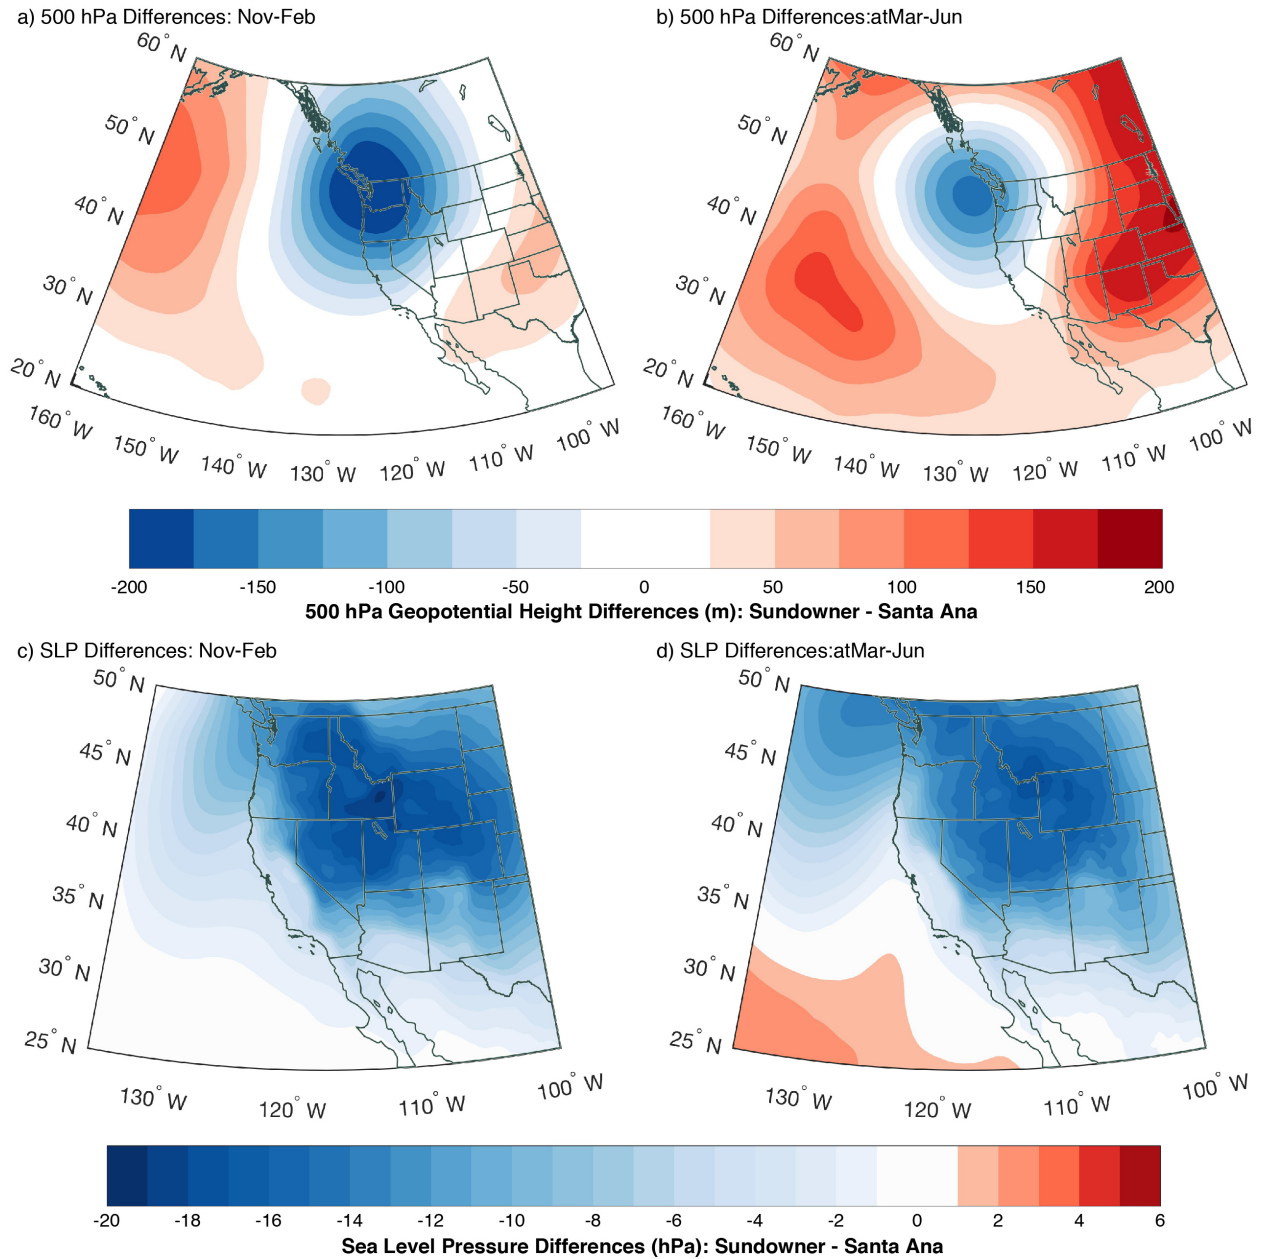 a) 500 hPa Differences: Nov-Feb
b) 500 hPa Differences:atMar-Jun
60° N
50° N
40° N
30° N
20° N
160° W
150° W
140° W
130° W
120° W
110° W
100° W
60° N
50° N
40° N
30° N
20° N
160° W
150° W
140° W
130° W
120° W
110° W
100° W
-200 -150 -100 -50 0 50 100 150 200
500 hPa Geopotential Height Differences (m): Sundowner - Santa Ana
c) SLP Differences: Nov-Feb
d) SLP Differences:atMar-Jun
50° N
45° N
40° N
35° N
30° N
25° N
130° W
120° W
110° W
100° W
50° N
45° N
40° N
35° N
30° N
25° N
130° W
120° W
110° W
100° W
-20 -18 -16 -14 -12 -10 -8 -6 -4 -2 0 2 4 6
Sea Level Pressure Differences (hPa): Sundowner - Santa Ana